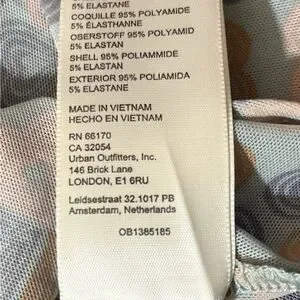 5% ELASTANE
COQUILLE 95% POLYAMIDE
5% ÉLASTHANNE
OBERSTOFF 95% POLYAMID
5% ELASTAN
SHELL 95% POLIAMMIDE
5% ELASTAN
EXTERIOR 95% POLIAMIDA
5% ELASTANE
MADE IN VIETNAM
HECHO EN VIETNAM
RN 66170
CA 32054
Urban Outfitters, Inc.
146 Brick Lane
LONDON, E1 6RU
Leidsestraat 32.1017 PB
Amsterdam, Netherlands
OB1385185